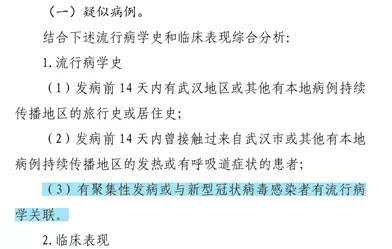 （一）疑似病例。
结合下述流行病学史和临床表现综合分析：
1.流行病学史
（1）发病前14天内有武汉地区或其他有本地病例持续
传播地区的旅行史或居住史；
（2）发病前14天内曾接触过来自武汉市或其他有本地
病例持续传播地区的发热或有呼吸道症状的患者；
（3）有聚集性发病或与新型冠状病毒感染者有流行病
学关联。
2.临床表现